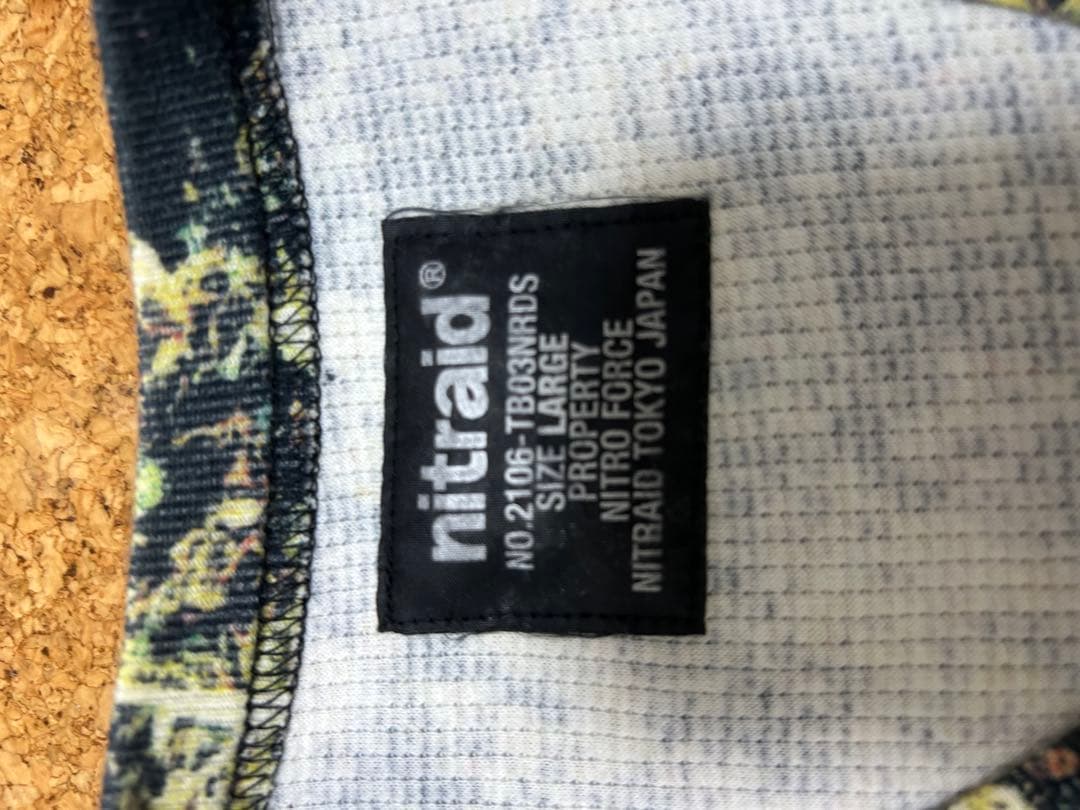 nitraid®
NO.2106-TB03NRDS
SIZE LARGE
PROPERTY
NITRO FORCE
NITRAID TOKYO JAPAN